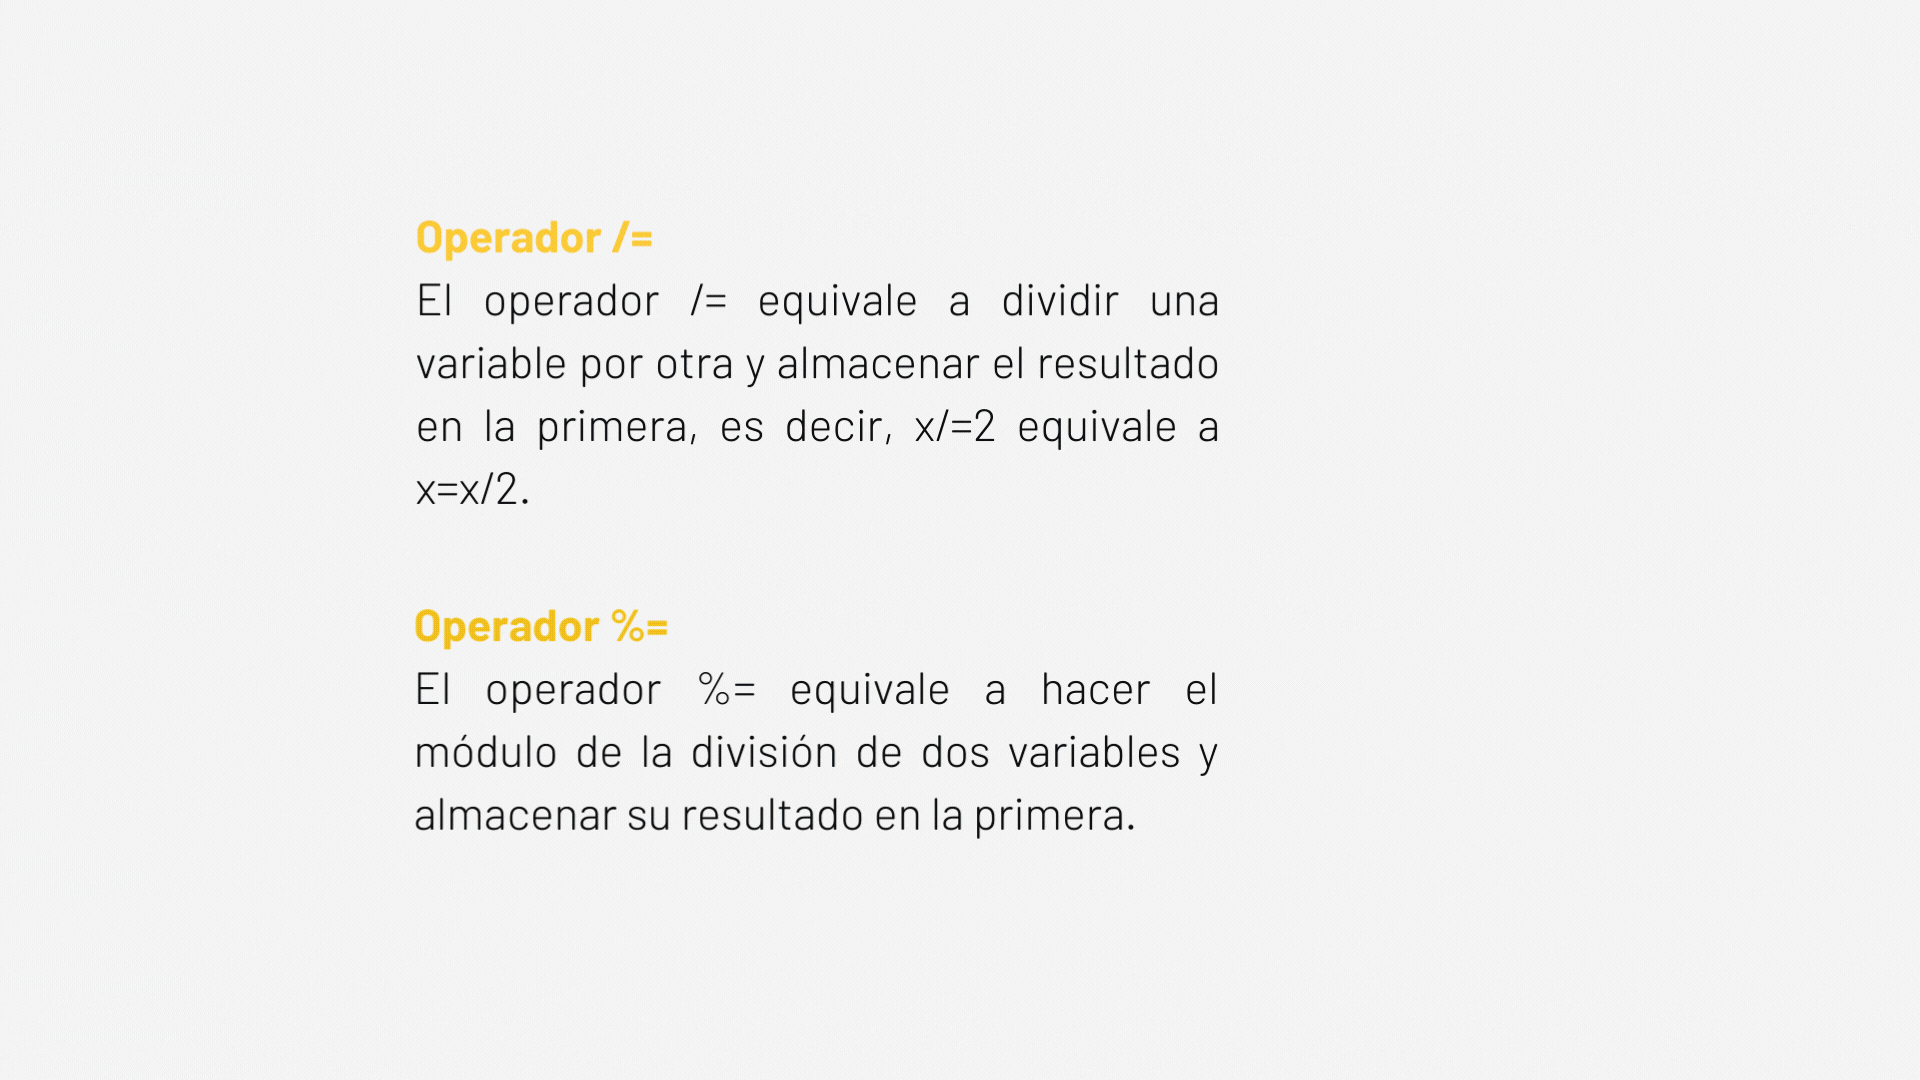 Operador /=
El operador /= equivale a dividir una
variable por otra y almacenar el resultado
en la primera, es decir, x/=2 equivale a
x=x/2.
Operador %=
El operador %= equivale a hacer el
módulo de la división de dos variables y
almacenar su resultado en la primera.